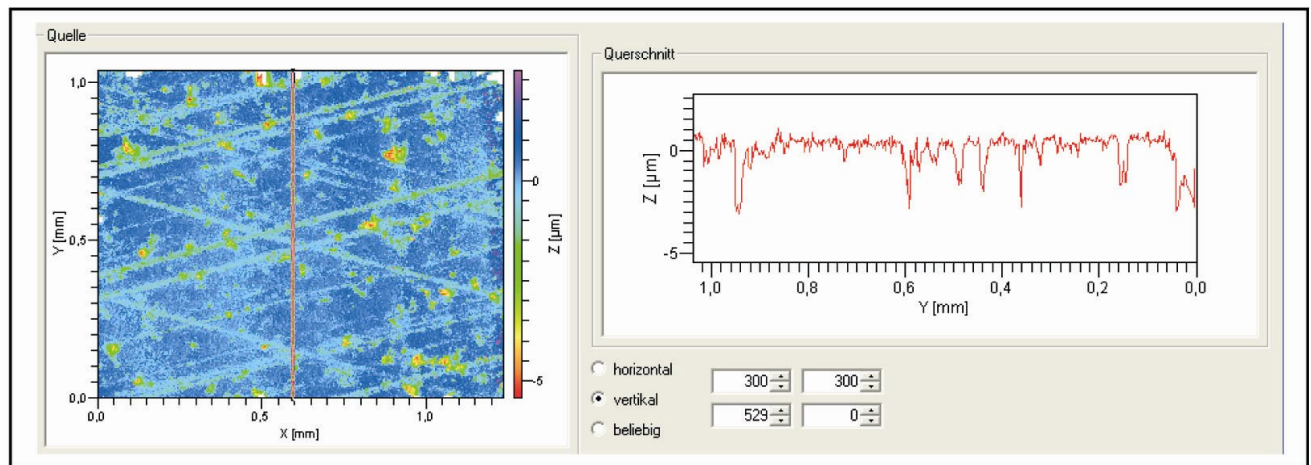 Quelle
1,0
0,5
0,0
Y [mm]
0,0
0,5
1,0
X [mm]
0
-5
Z [µm]
Querschnitt
0
-5
Z [µm]
1,0
0,8
0,6
0,4
0,2
0,0
Y [mm]
horizontal
300
300
vertikal
529
0
beliebig